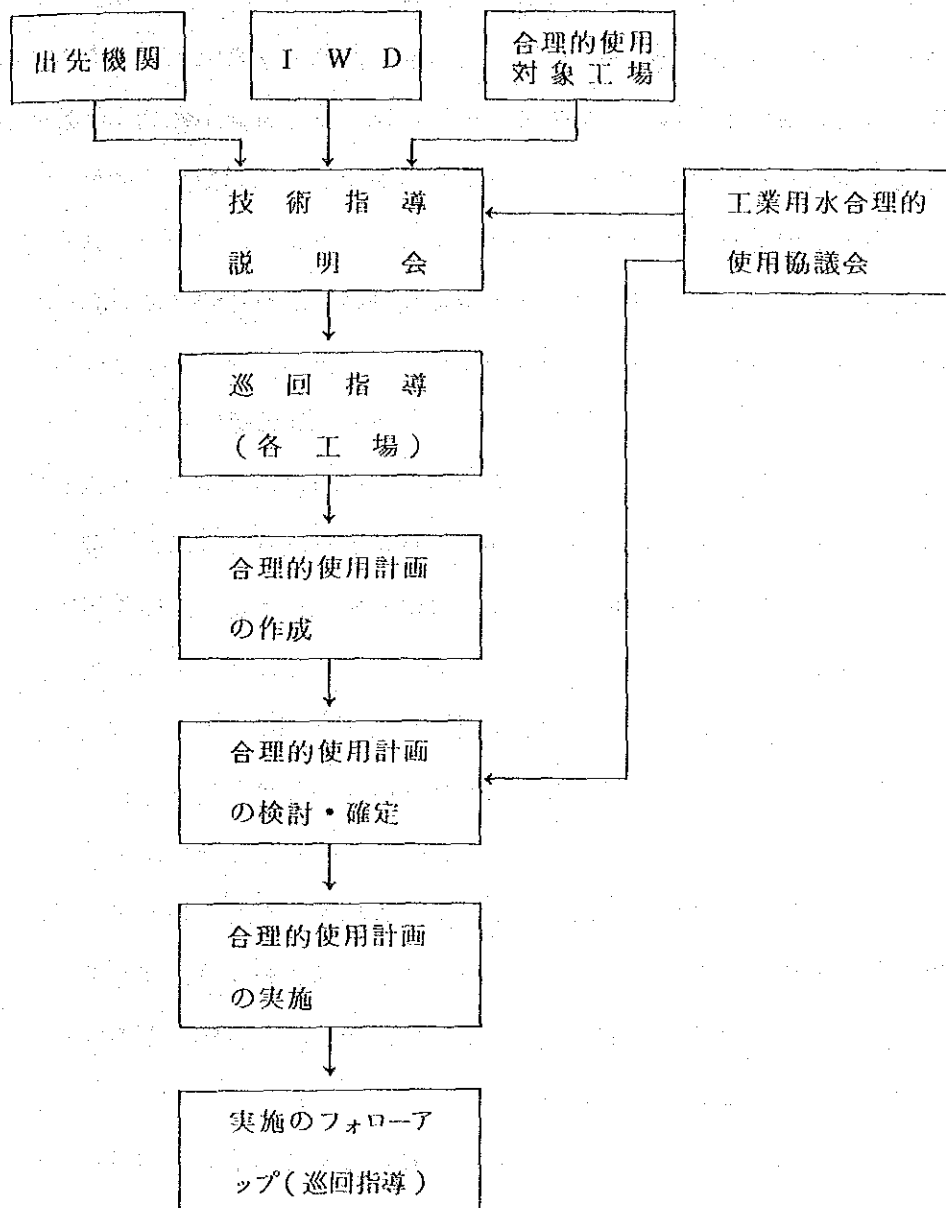 出先機関
I W D
合理的使用
対象工場
技術指導
説明会
工業用水合理的
使用協議会
巡回指導
(各工場)
合理的使用計画
の作成
合理的使用計画
の検討・確定
合理的使用計画
の実施
実施のフォローア
ップ(巡回指導)